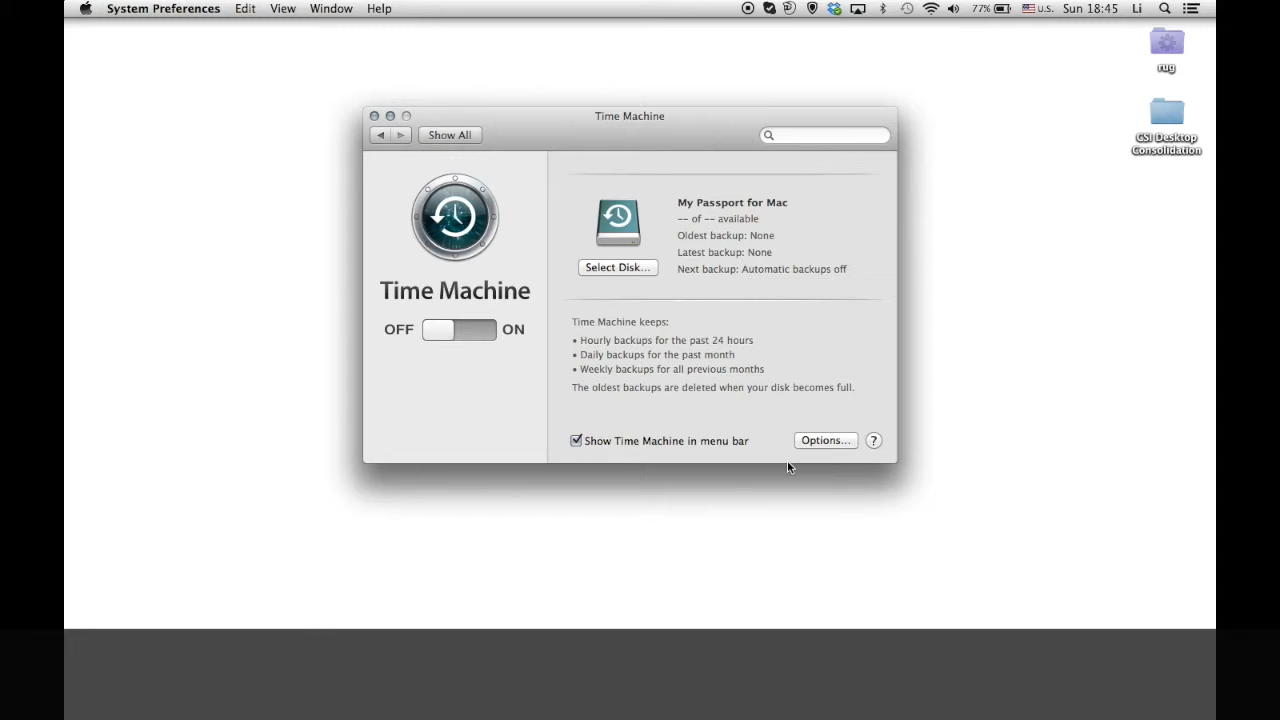 System Preferences Edit View Window Help 77% U.S. Sun 18:45 Li
rug
CSI Desktop
Consolidation
Time Machine
Show All
Time Machine
OFF ON
My Passport for Mac
-- of -- available
Oldest backup: None
Latest backup: None
Next backup: Automatic backups off
Select Disk...
Time Machine keeps:
• Hourly backups for the past 24 hours
• Daily backups for the past month
• Weekly backups for all previous months
The oldest backups are deleted when your disk becomes full.
Show Time Machine in menu bar
Options... ?